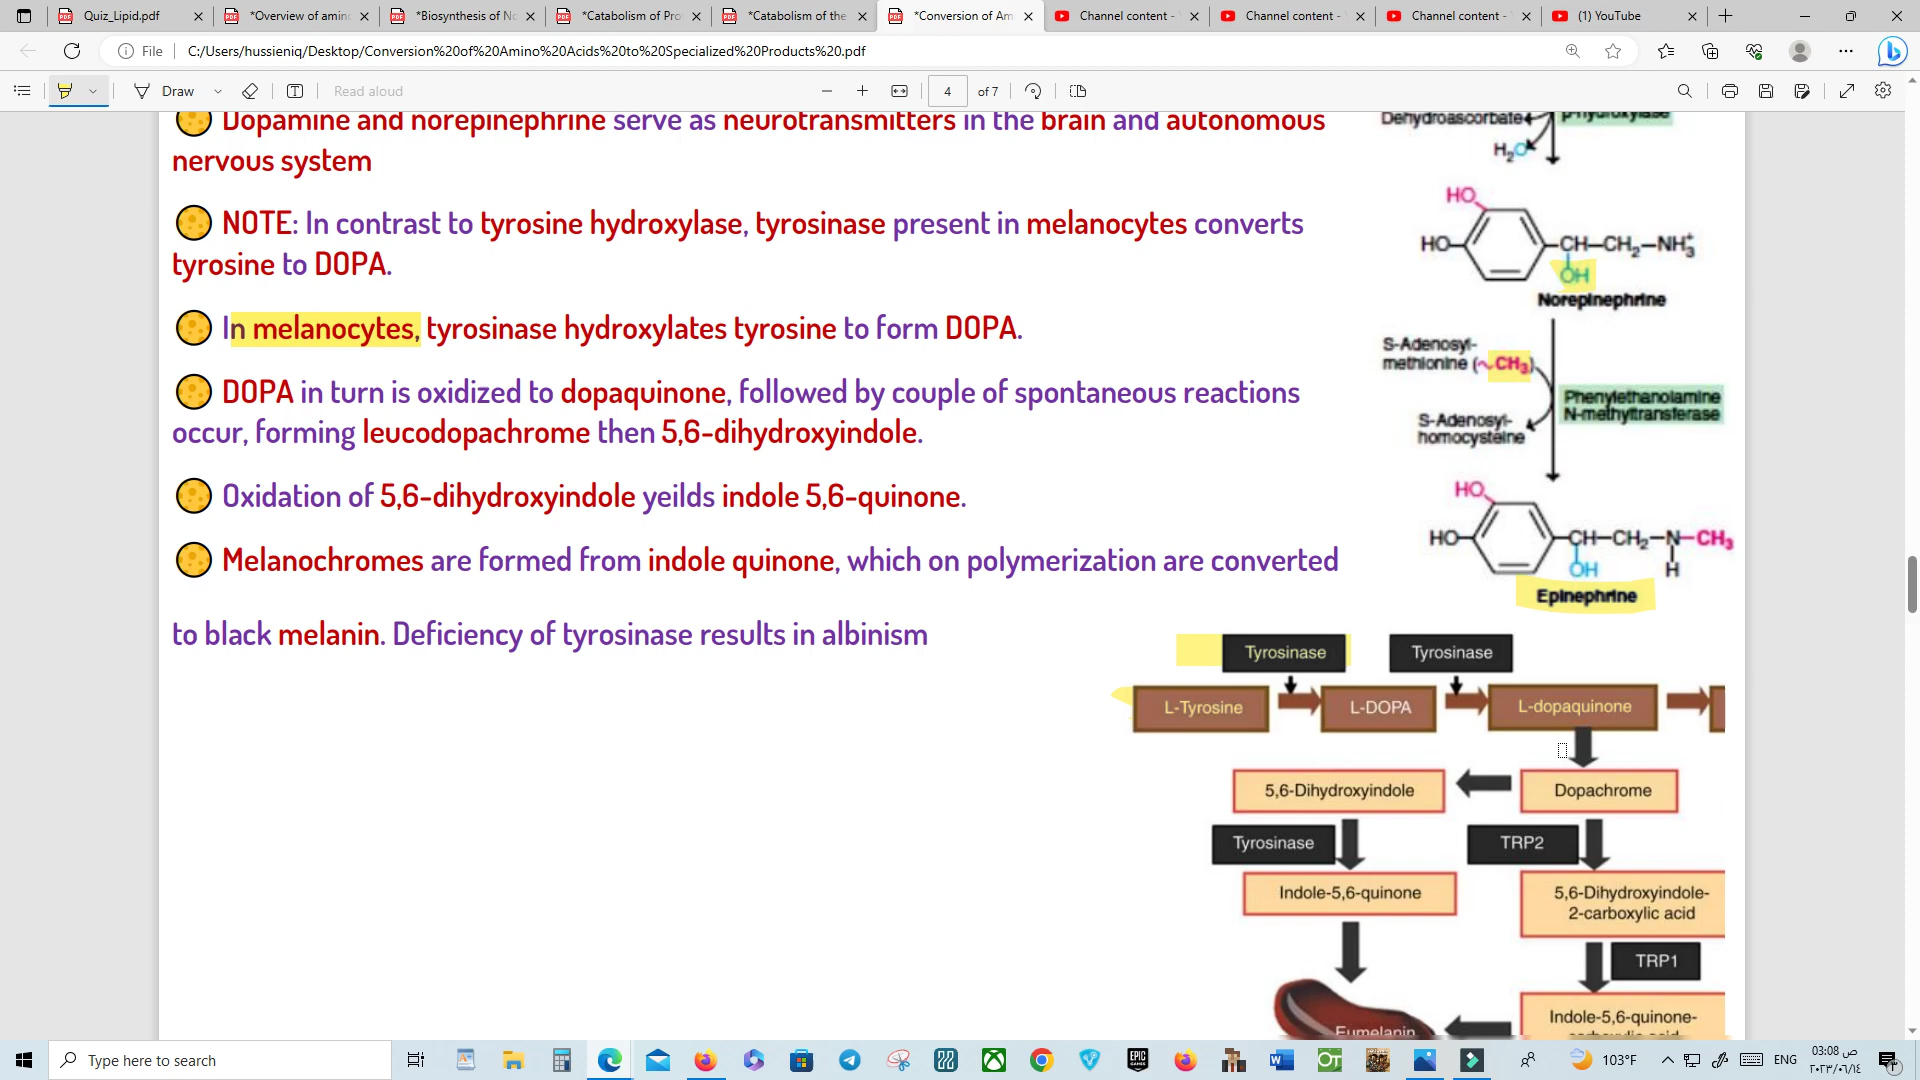 Quiz_Lipid.pdf
*Overview of amin
*Biosynthesis of No
*Catabolism of Pro
*Catabolism of the
*Conversion of Am
Channel content -
Channel content -
Channel content -
(1) YouTube
File
C:/Users/hussieniq/Desktop/Conversion%20of%20Amino%20Acids%20to%20Specialized%20Products%20.pdf
Draw
Read aloud
4
of 7
Dopamine and norepinephrine serve as neurotransmitters in the brain and autonomous
nervous system
NOTE: In contrast to tyrosine hydroxylase, tyrosinase present in melanocytes converts
tyrosine to DOPA.
In melanocytes, tyrosinase hydroxylates tyrosine to form DOPA.
DOPA in turn is oxidized to dopaquinone, followed by couple of spontaneous reactions
occur, forming leucodopachrome then 5,6-dihydroxyindole.
Oxidation of 5,6-dihydroxyindole yeilds indole 5,6-quinone.
Melanochromes are formed from indole quinone, which on polymerization are converted
to black melanin. Deficiency of tyrosinase results in albinism
Dehydroascorbate
β-hydroxylase
H2O
HO
HO
CH–CH2–NH3+
OH
Norepinephrine
S-Adenosyl-
methionine (~CH3)
Phenylethanolamine
N-methyltransferase
S-Adenosyl-
homocysteine
HO
HO
CH–CH2–N–CH3
OH
H
Epinephrine
Tyrosinase
Tyrosinase
L-Tyrosine
L-DOPA
L-dopaquinone
5,6-Dihydroxyindole
Dopachrome
Tyrosinase
TRP2
Indole-5,6-quinone
5,6-Dihydroxyindole-
2-carboxylic acid
TRP1
Indole-5,6-quinone-
carboxylic acid
Eumelanin
Type here to search
103°F
ENG
03:08 ص
٢٠٢٣/٠٦/١٤